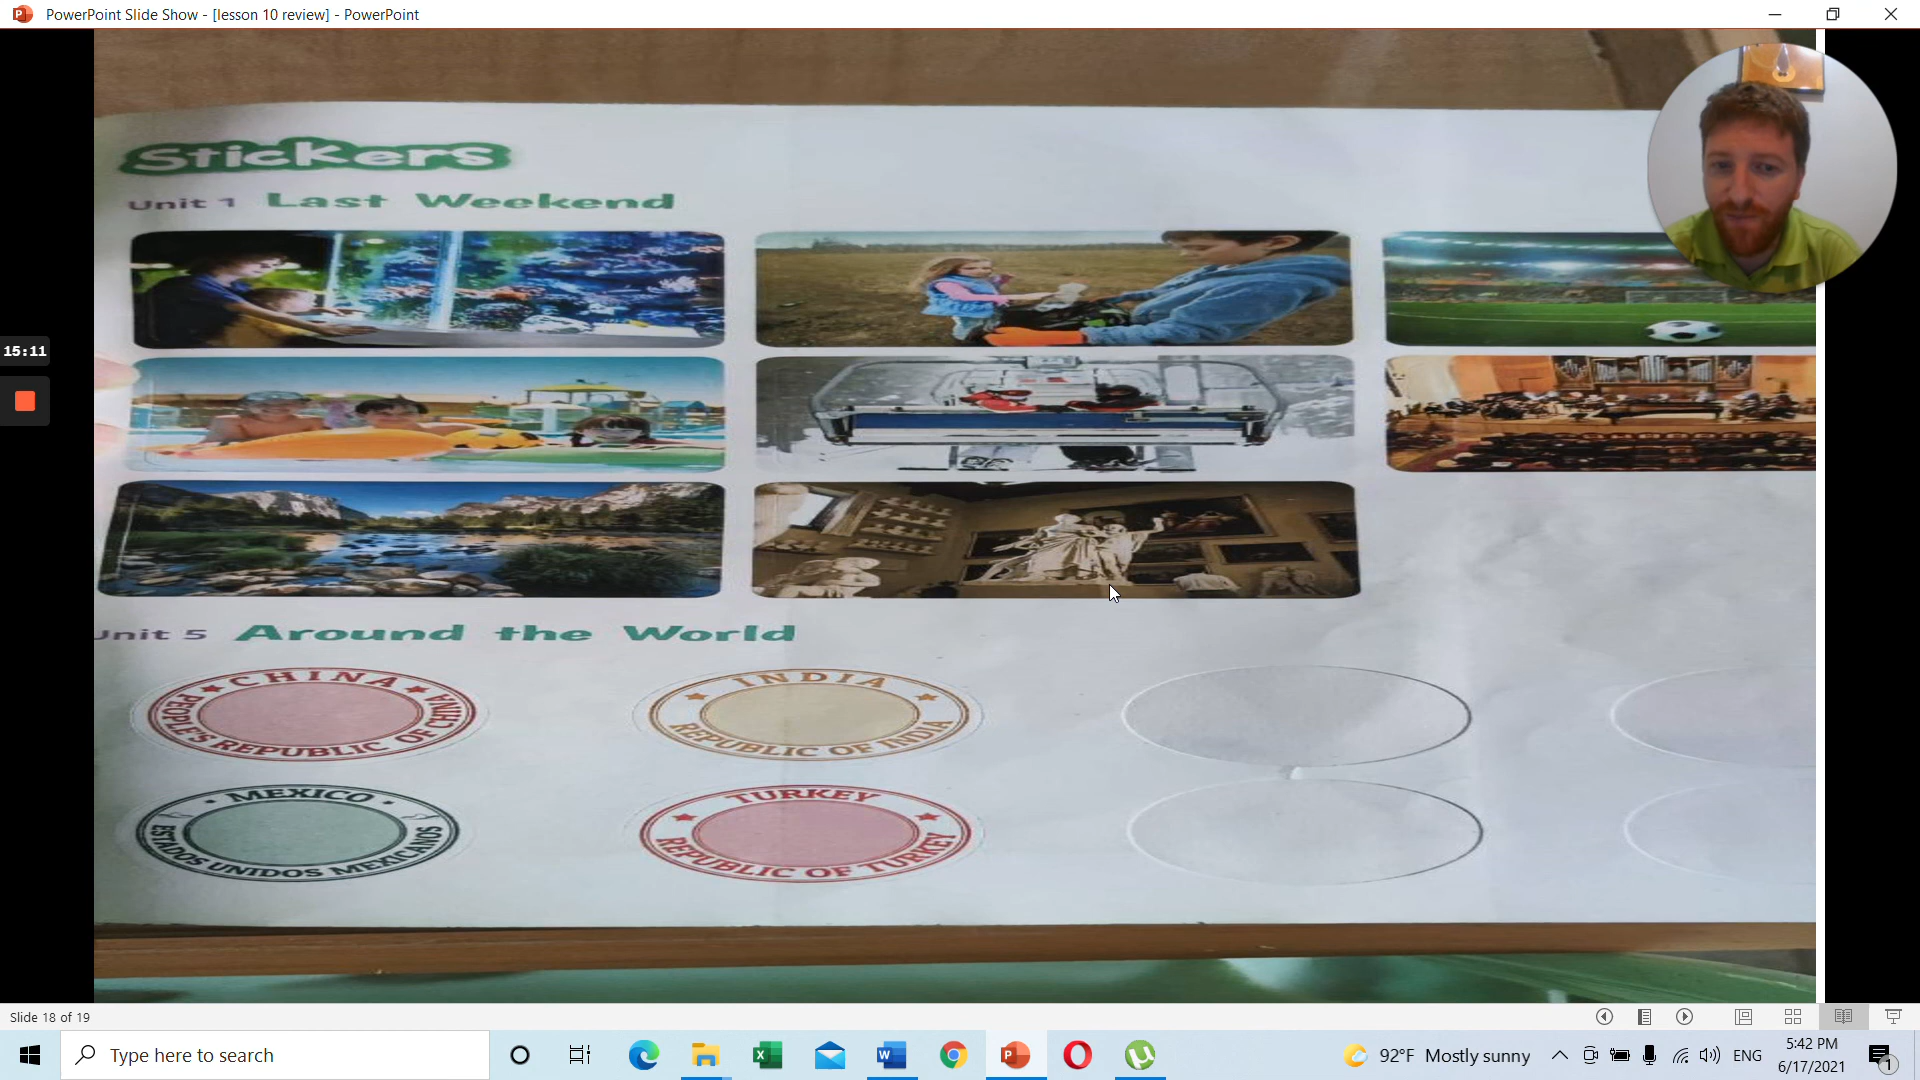 PowerPoint Slide Show - [lesson 10 review] - PowerPoint
Stickers
Unit 1 Last Weekend
15:11
Unit 5 Around the World
CHINA
PEOPLE'S REPUBLIC OF CHINA
INDIA
REPUBLIC OF INDIA
MEXICO
ESTADOS UNIDOS MEXICANOS
TURKEY
REPUBLIC OF TURKEY
Slide 18 of 19
Type here to search
92°F Mostly sunny
ENG
5:42 PM
6/17/2021
1